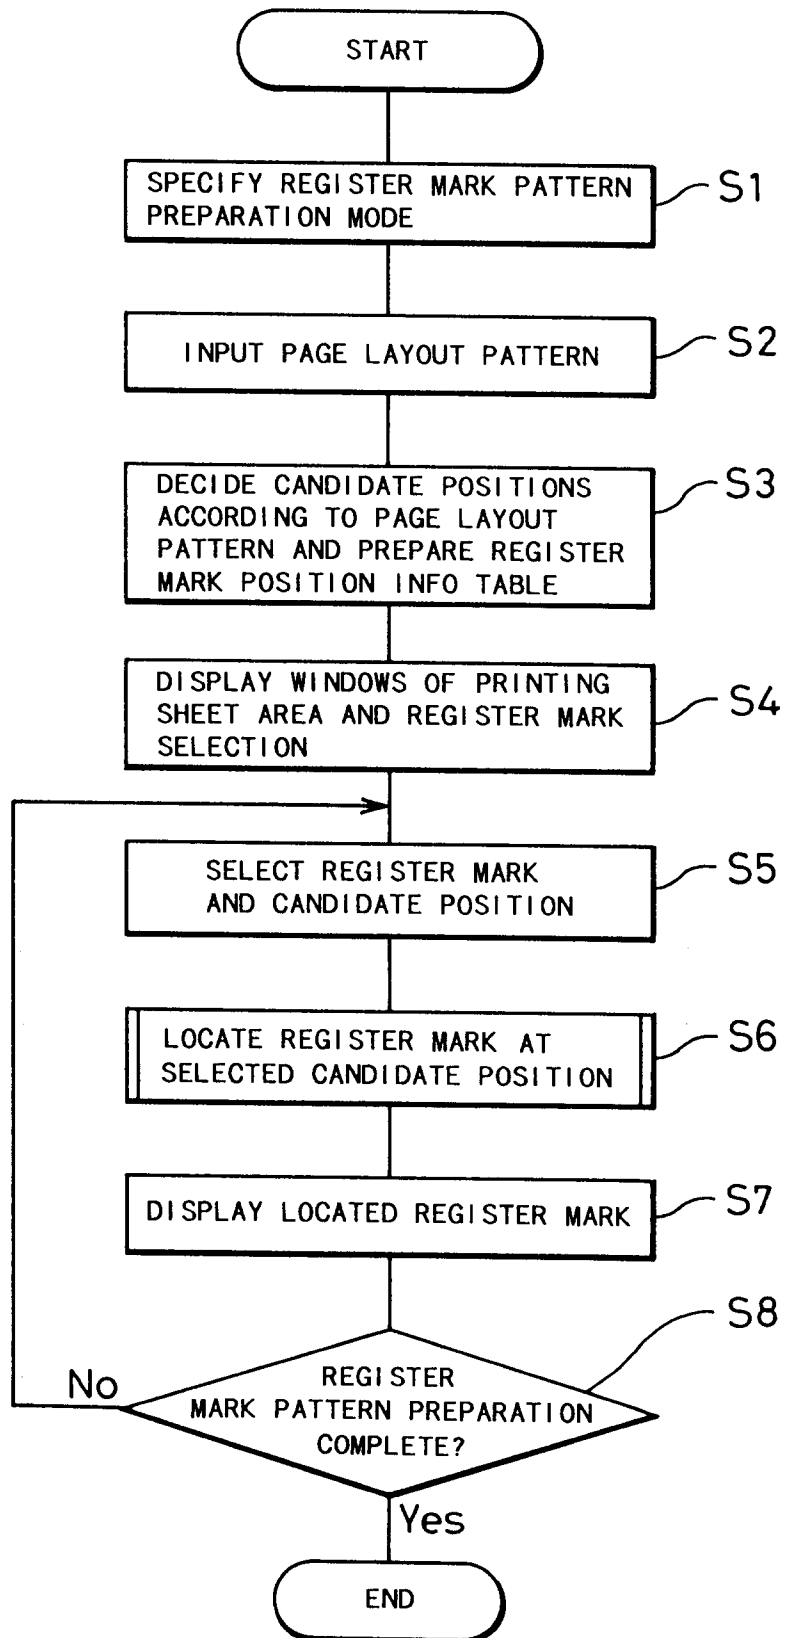 START
SPECIFY REGISTER MARK PATTERN
PREPARATION MODE
S1
INPUT PAGE LAYOUT PATTERN
S2
DECIDE CANDIDATE POSITIONS
ACCORDING TO PAGE LAYOUT
PATTERN AND PREPARE REGISTER
MARK POSITION INFO TABLE
S3
DISPLAY WINDOWS OF PRINTING
SHEET AREA AND REGISTER MARK
SELECTION
S4
SELECT REGISTER MARK
AND CANDIDATE POSITION
S5
LOCATE REGISTER MARK AT
SELECTED CANDIDATE POSITION
S6
DISPLAY LOCATED REGISTER MARK
S7
REGISTER
MARK PATTERN PREPARATION
COMPLETE?
S8
No
Yes
END